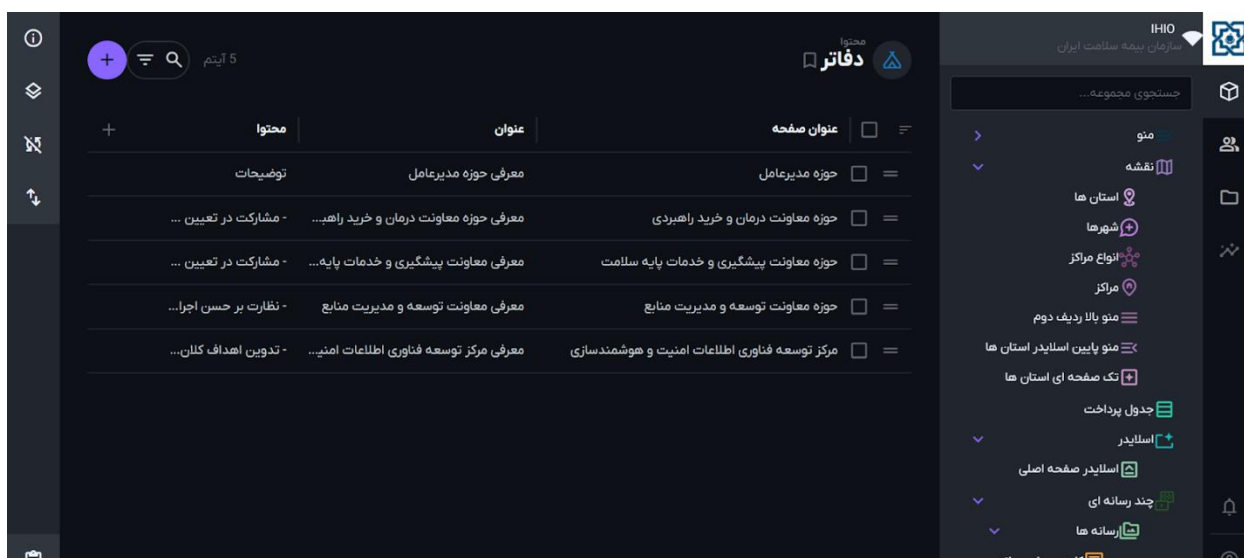 IHIO
سازمان بیمه سلامت ایران
جستجوی مجموعه...
منو
نقشه
استان ها
شهرها
انواع مراکز
مراکز
منو بالا ردیف دوم
منو پایین اسلایدر استان ها
تک صفحه ای استان ها
جدول پرداخت
اسلایدر
اسلایدر صفحه اصلی
چند رسانه ای
رسانه ها
محتوا
دفاتر
5 آیتم
عنوان صفحه عنوان محتوا
حوزه مدیرعامل معرفی حوزه مدیرعامل توضیحات
حوزه معاونت درمان و خرید راهبردی معرفی حوزه معاونت درمان و خرید راهبـ... - مشارکت در تعیین ...
حوزه معاونت پیشگیری و خدمات پایه سلامت معرفی معاونت پیشگیری و خدمات پایه... - مشارکت در تعیین ...
حوزه معاونت توسعه و مدیریت منابع معرفی معاونت توسعه و مدیریت منابع - نظارت بر حسن اجرا...
مرکز توسعه فناوری اطلاعات امنیت و هوشمندسازی معرفی مرکز توسعه فناوری اطلاعات امنیـ... - تدوین اهداف کلان...